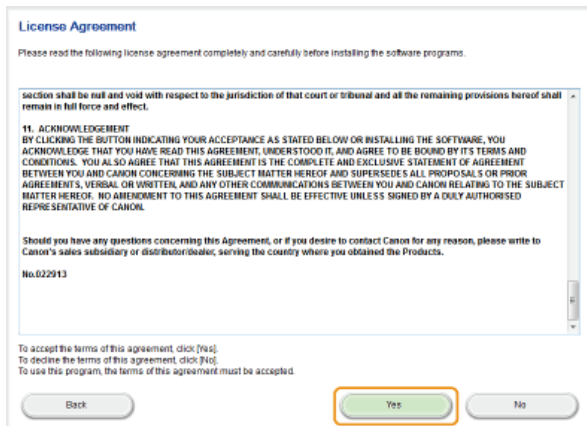 License Agreement
Please read the following license agreement completely and carefully before installing the software programs.
section shall be null and void with respect to the jurisdiction of that court or tribunal and all the remaining provisions hereof shall
remain in full force and effect.
11. ACKNOWLEDGEMENT
BY CLICKING THE BUTTON INDICATING YOUR ACCEPTANCE AS STATED BELOW OR INSTALLING THE SOFTWARE, YOU
ACKNOWLEDGE THAT YOU HAVE READ THIS AGREEMENT, UNDERSTOOD IT, AND AGREE TO BE BOUND BY ITS TERMS AND
CONDITIONS. YOU ALSO AGREE THAT THIS AGREEMENT IS THE COMPLETE AND EXCLUSIVE STATEMENT OF AGREEMENT
BETWEEN YOU AND CANON CONCERNING THE SUBJECT MATTER HEREOF AND SUPERSEDES ALL PROPOSALS OR PRIOR
AGREEMENTS, VERBAL OR WRITTEN, AND ANY OTHER COMMUNICATIONS BETWEEN YOU AND CANON RELATING TO THE SUBJECT
MATTER HEREOF. NO AMENDMENT TO THIS AGREEMENT SHALL BE EFFECTIVE UNLESS SIGNED BY A DULY AUTHORISED
REPRESENTATIVE OF CANON.
Should you have any questions concerning this Agreement, or if you desire to contact Canon for any reason, please write to
Canon's sales subsidiary or distributor/dealer, serving the country where you obtained the Products.
No.022913
To accept the terms of this agreement, click [Yes].
To decline the terms of this agreement, click [No].
To use this program, the terms of this agreement must be accepted.
Back
Yes
No